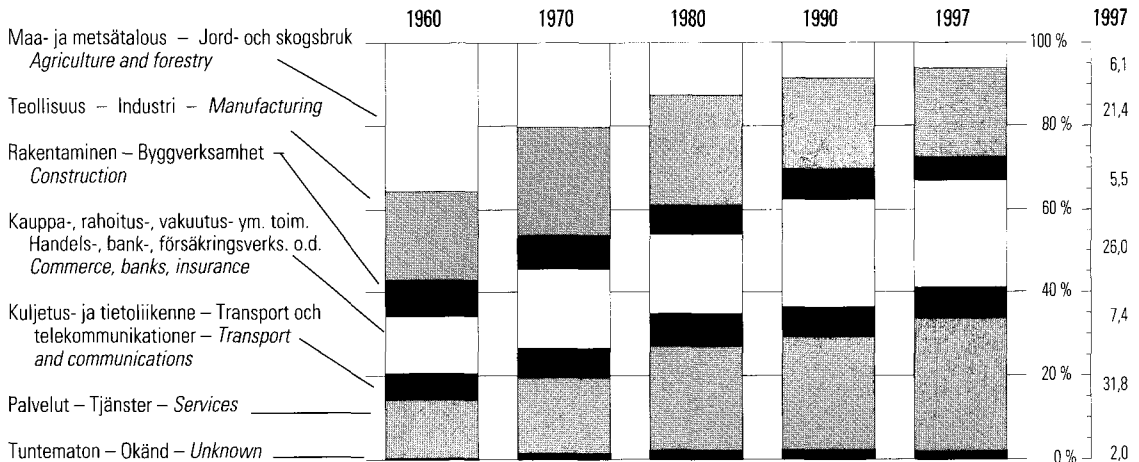 1960 1970 1980 1990 1997 1997
Maa- ja metsätalous – Jord- och skogsbruk
Agriculture and forestry
Teollisuus – Industri – Manufacturing
Rakentaminen – Byggverksamhet
Construction
Kauppa-, rahoitus-, vakuutus- ym. toim.
Handels-, bank-, försäkringsverks. o.d.
Commerce, banks, insurance
Kuljetus- ja tietoliikenne – Transport och
telekommunikationer – Transport
and communications
Palvelut – Tjänster – Services
Tuntematon – Okänd – Unknown
100 %
80 %
60 %
40 %
20 %
0 %
6,1
21,4
5,5
26,0
7,4
31,8
2,0